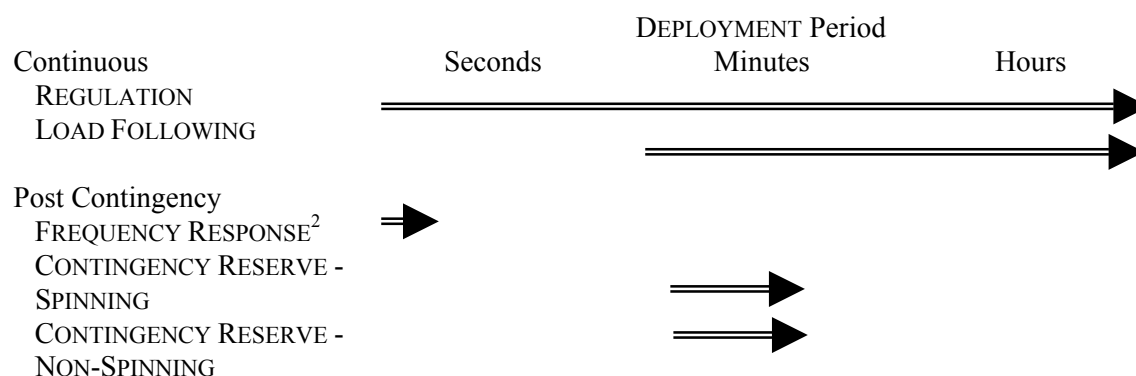 DEPLOYMENT Period
Continuous Seconds Minutes Hours
REGULATION
LOAD FOLLOWING
Post Contingency
FREQUENCY RESPONSE²
CONTINGENCY RESERVE -
SPINNING
CONTINGENCY RESERVE -
NON-SPINNING